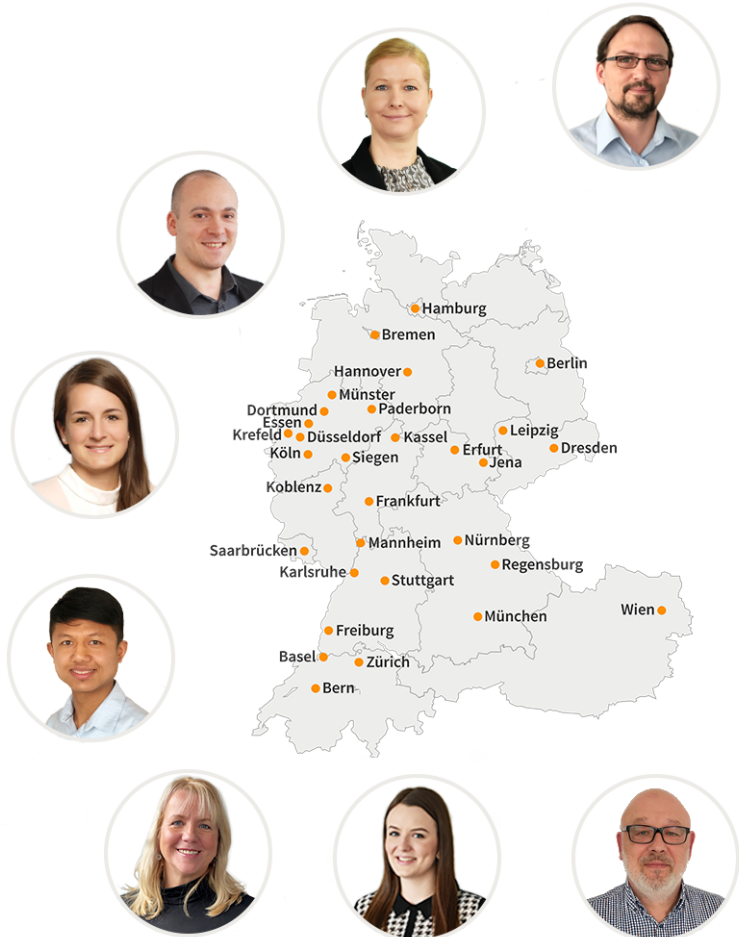 Hamburg
Bremen
Berlin
Hannover
Münster
Dortmund
Paderborn
Essen
Leipzig
Krefeld
Düsseldorf
Kassel
Dresden
Erfurt
Köln
Siegen
Jena
Koblenz
Frankfurt
Nürnberg
Mannheim
Saarbrücken
Regensburg
Karlsruhe
Stuttgart
Wien
München
Freiburg
Basel
Zürich
Bern